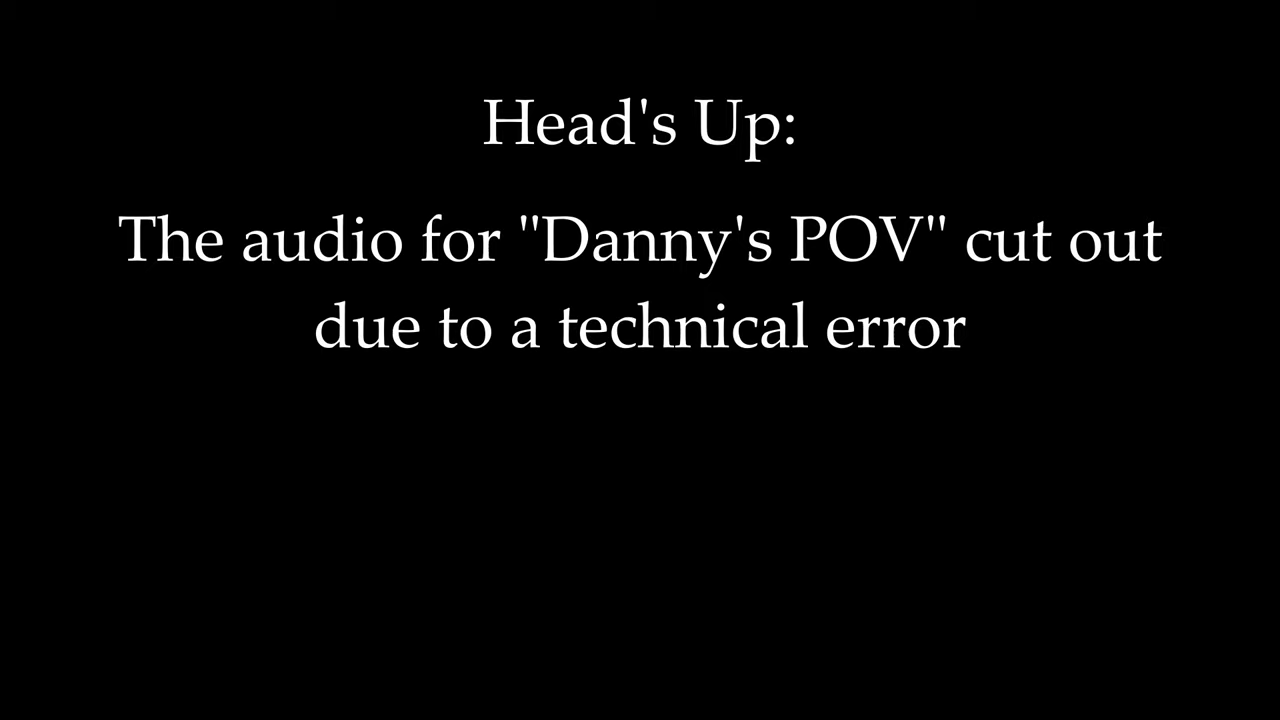 Head's Up:
The audio for "Danny's POV" cut out
due to a technical error